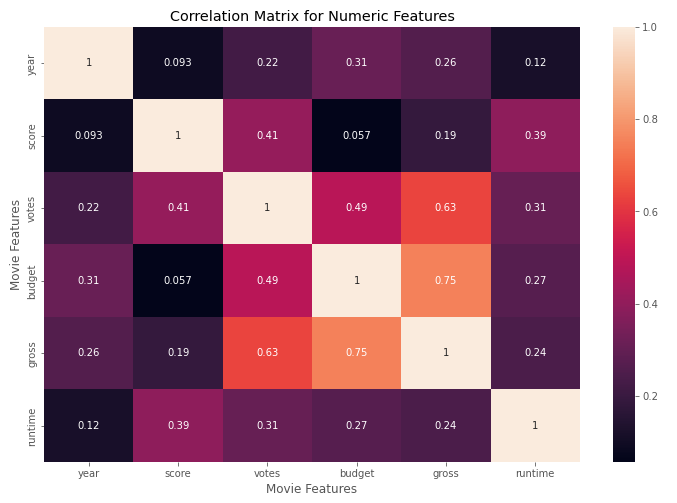 Correlation Matrix for Numeric Features
Movie Features
year 1 0.093 0.22 0.31 0.26 0.12
score 0.093 1 0.41 0.057 0.19 0.39
votes 0.22 0.41 1 0.49 0.63 0.31
budget 0.31 0.057 0.49 1 0.75 0.27
gross 0.26 0.19 0.63 0.75 1 0.24
runtime 0.12 0.39 0.31 0.27 0.24 1
year score votes budget gross runtime
Movie Features
1.0
0.8
0.6
0.4
0.2